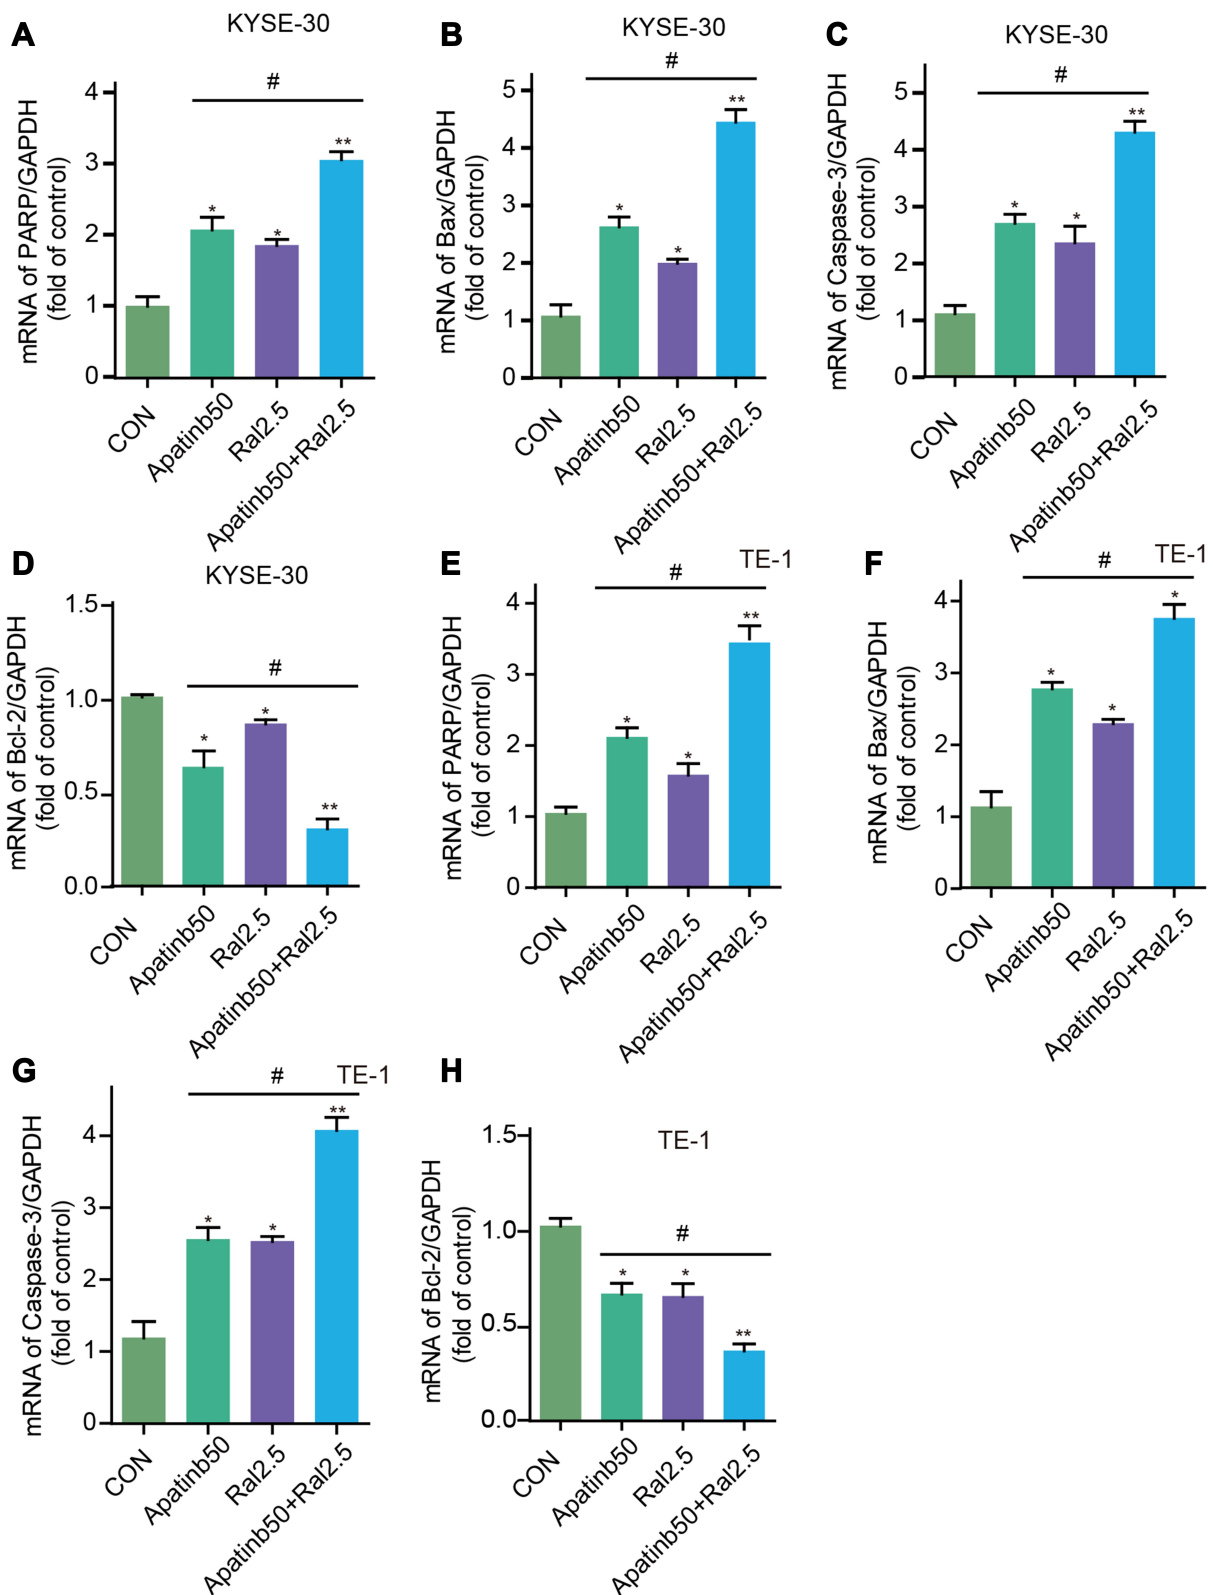 A
KYSE-30
#
mRNA of PARP/GAPDH
(fold of control)
4
3
2
1
0
*
*
**
CON
Apatinb50
Ral2.5
Apatinb50+Ral2.5
B
KYSE-30
#
mRNA of Bax/GAPDH
(fold of control)
5
4
3
2
1
0
*
*
**
CON
Apatinb50
Ral2.5
Apatinb50+Ral2.5
C
KYSE-30
#
mRNA of Caspase-3/GAPDH
(fold of control)
5
4
3
2
1
0
*
*
**
CON
Apatinb50
Ral2.5
Apatinb50+Ral2.5
D
KYSE-30
#
mRNA of Bcl-2/GAPDH
(fold of control)
1.5
1.0
0.5
0.0
*
*
**
CON
Apatinb50
Ral2.5
Apatinb50+Ral2.5
E
TE-1
#
mRNA of PARP/GAPDH
(fold of control)
4
3
2
1
0
*
*
**
CON
Apatinb50
Ral2.5
Apatinb50+Ral2.5
F
TE-1
#
mRNA of Bax/GAPDH
(fold of control)
4
3
2
1
0
*
*
*
CON
Apatinb50
Ral2.5
Apatinb50+Ral2.5
G
TE-1
#
mRNA of Caspase-3/GAPDH
(fold of control)
4
3
2
1
0
*
*
**
CON
Apatinb50
Ral2.5
Apatinb50+Ral2.5
H
TE-1
#
mRNA of Bcl-2/GAPDH
(fold of control)
1.5
1.0
0.5
0.0
*
*
**
CON
Apatinb50
Ral2.5
Apatinb50+Ral2.5